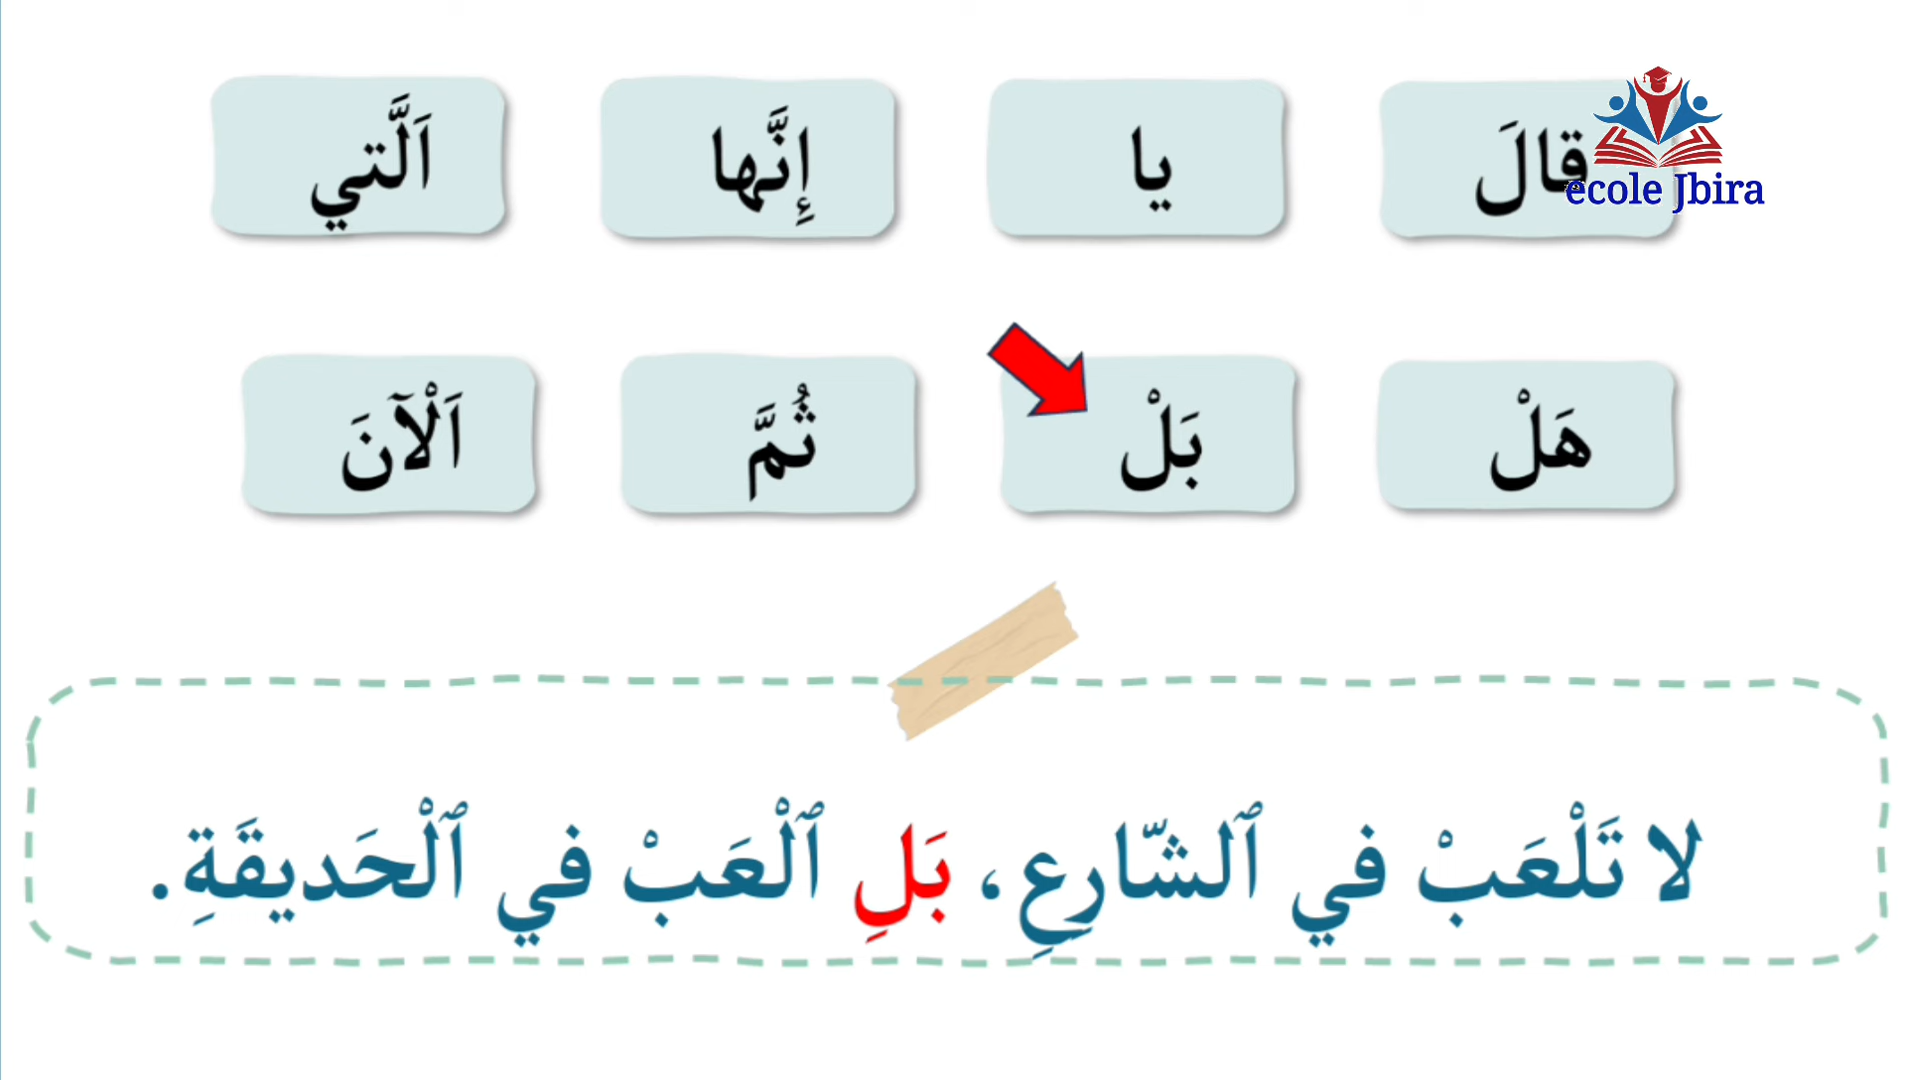 قالَ يا إِنَّها اَلَّتي
ecole Jbira
هَلْ بَلْ ثُمَّ اَلْآنَ
لا تَلْعَبْ في ٱلشّارِعِ، بَلِ ٱلْعَبْ في ٱلْحَديقَةِ.